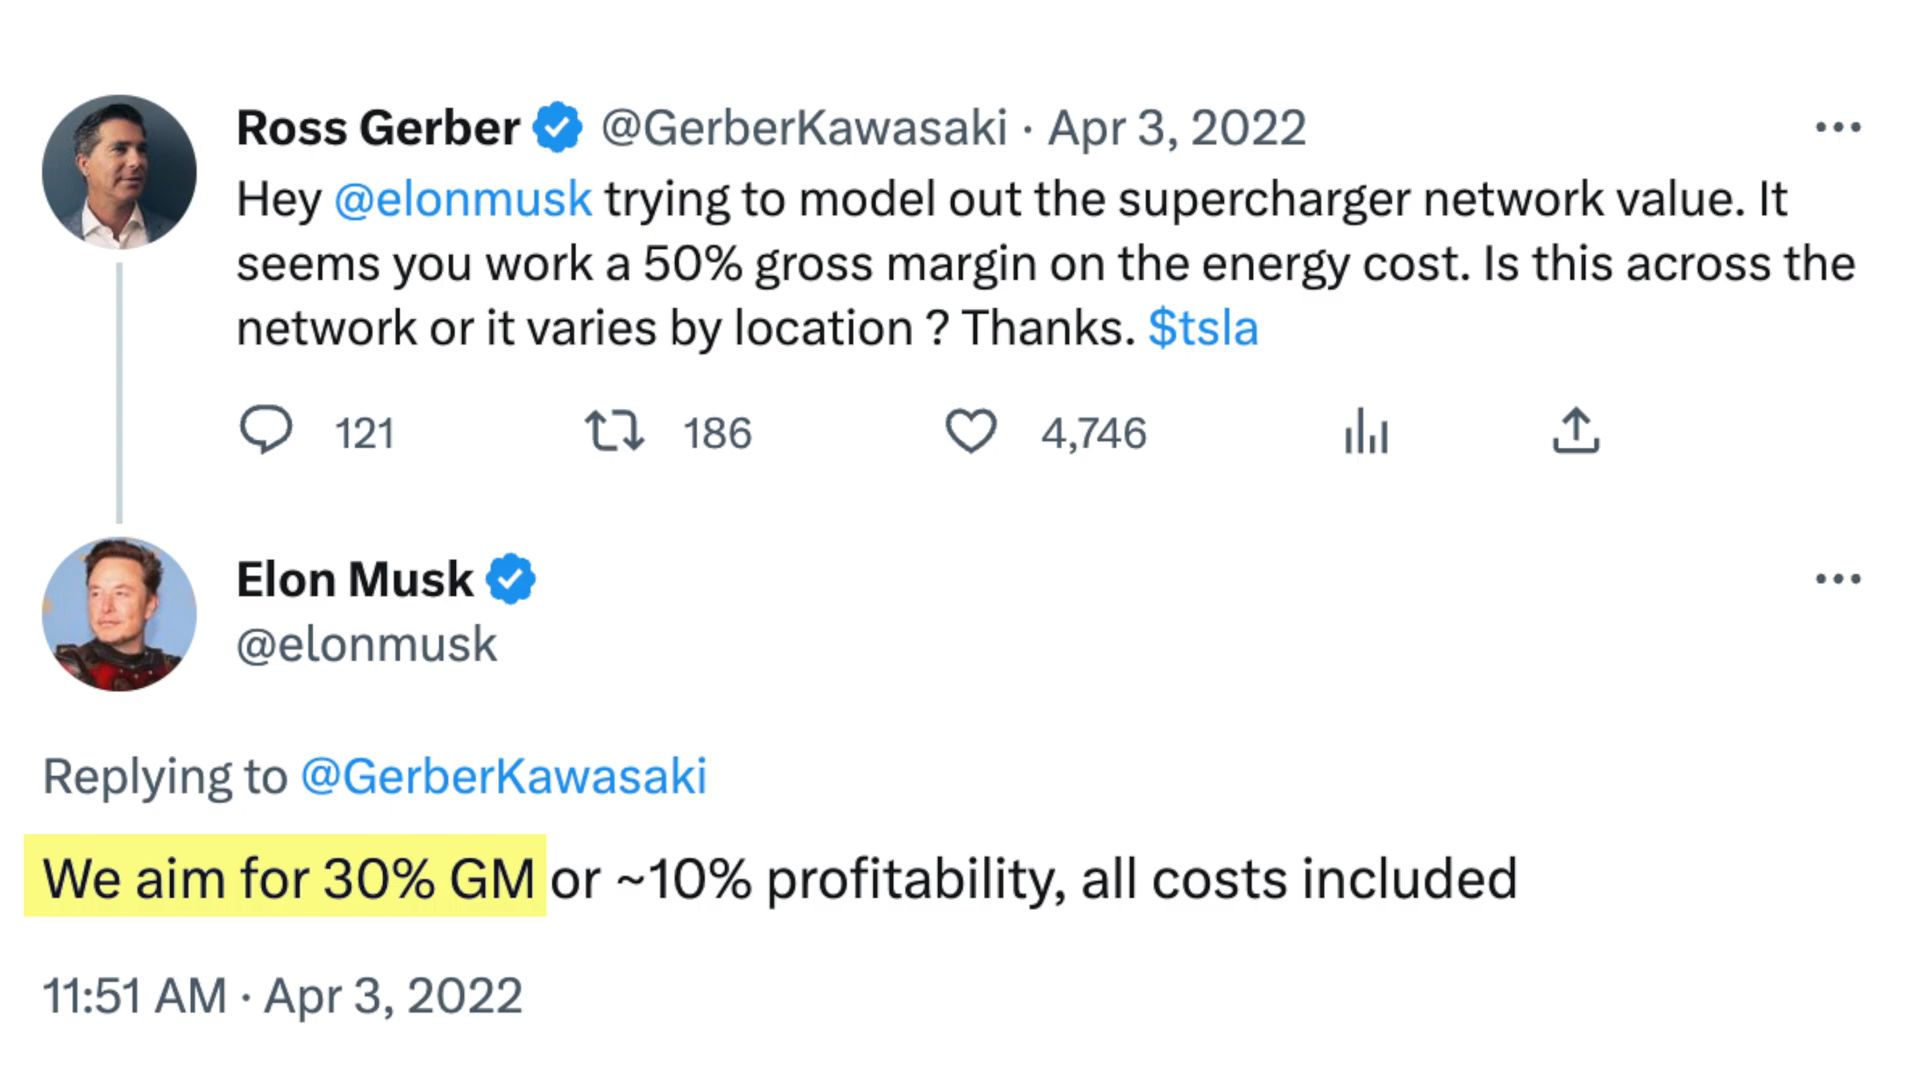 Ross Gerber @GerberKawasaki · Apr 3, 2022
Hey @elonmusk trying to model out the supercharger network value. It
seems you work a 50% gross margin on the energy cost. Is this across the
network or it varies by location ? Thanks. $tsla
121 186 4,746
Elon Musk
@elonmusk
Replying to @GerberKawasaki
We aim for 30% GM or ~10% profitability, all costs included
11:51 AM · Apr 3, 2022